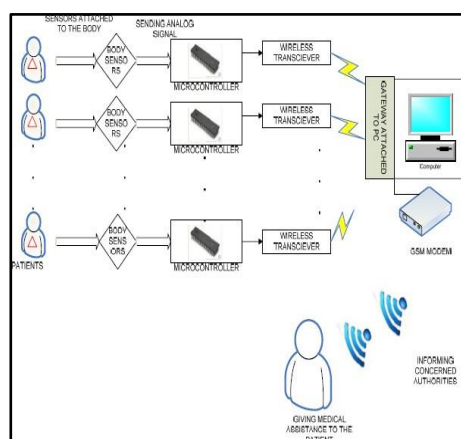 SENSORS ATTACHED
TO THE BODY
SENDING ANALOG
SIGNAL
BODY
SENSO
RS
MICROCONTROLLER
WIRELESS
TRANSCIEVER
BODY
SENSO
RS
MICROCONTROLLER
WIRELESS
TRANSCIEVER
GATEWAY ATTACHED
TO PC
Computer
GSM MODEMI
BODY
SENS
ORS
MICROCONTROLLER
WIRELESS
TRANSCIEVER
PATIENTS
INFORMING
CONCERNED
AUTHORITIES
GIVING MEDICAL
ASSISTANCE TO THE
PATIENT